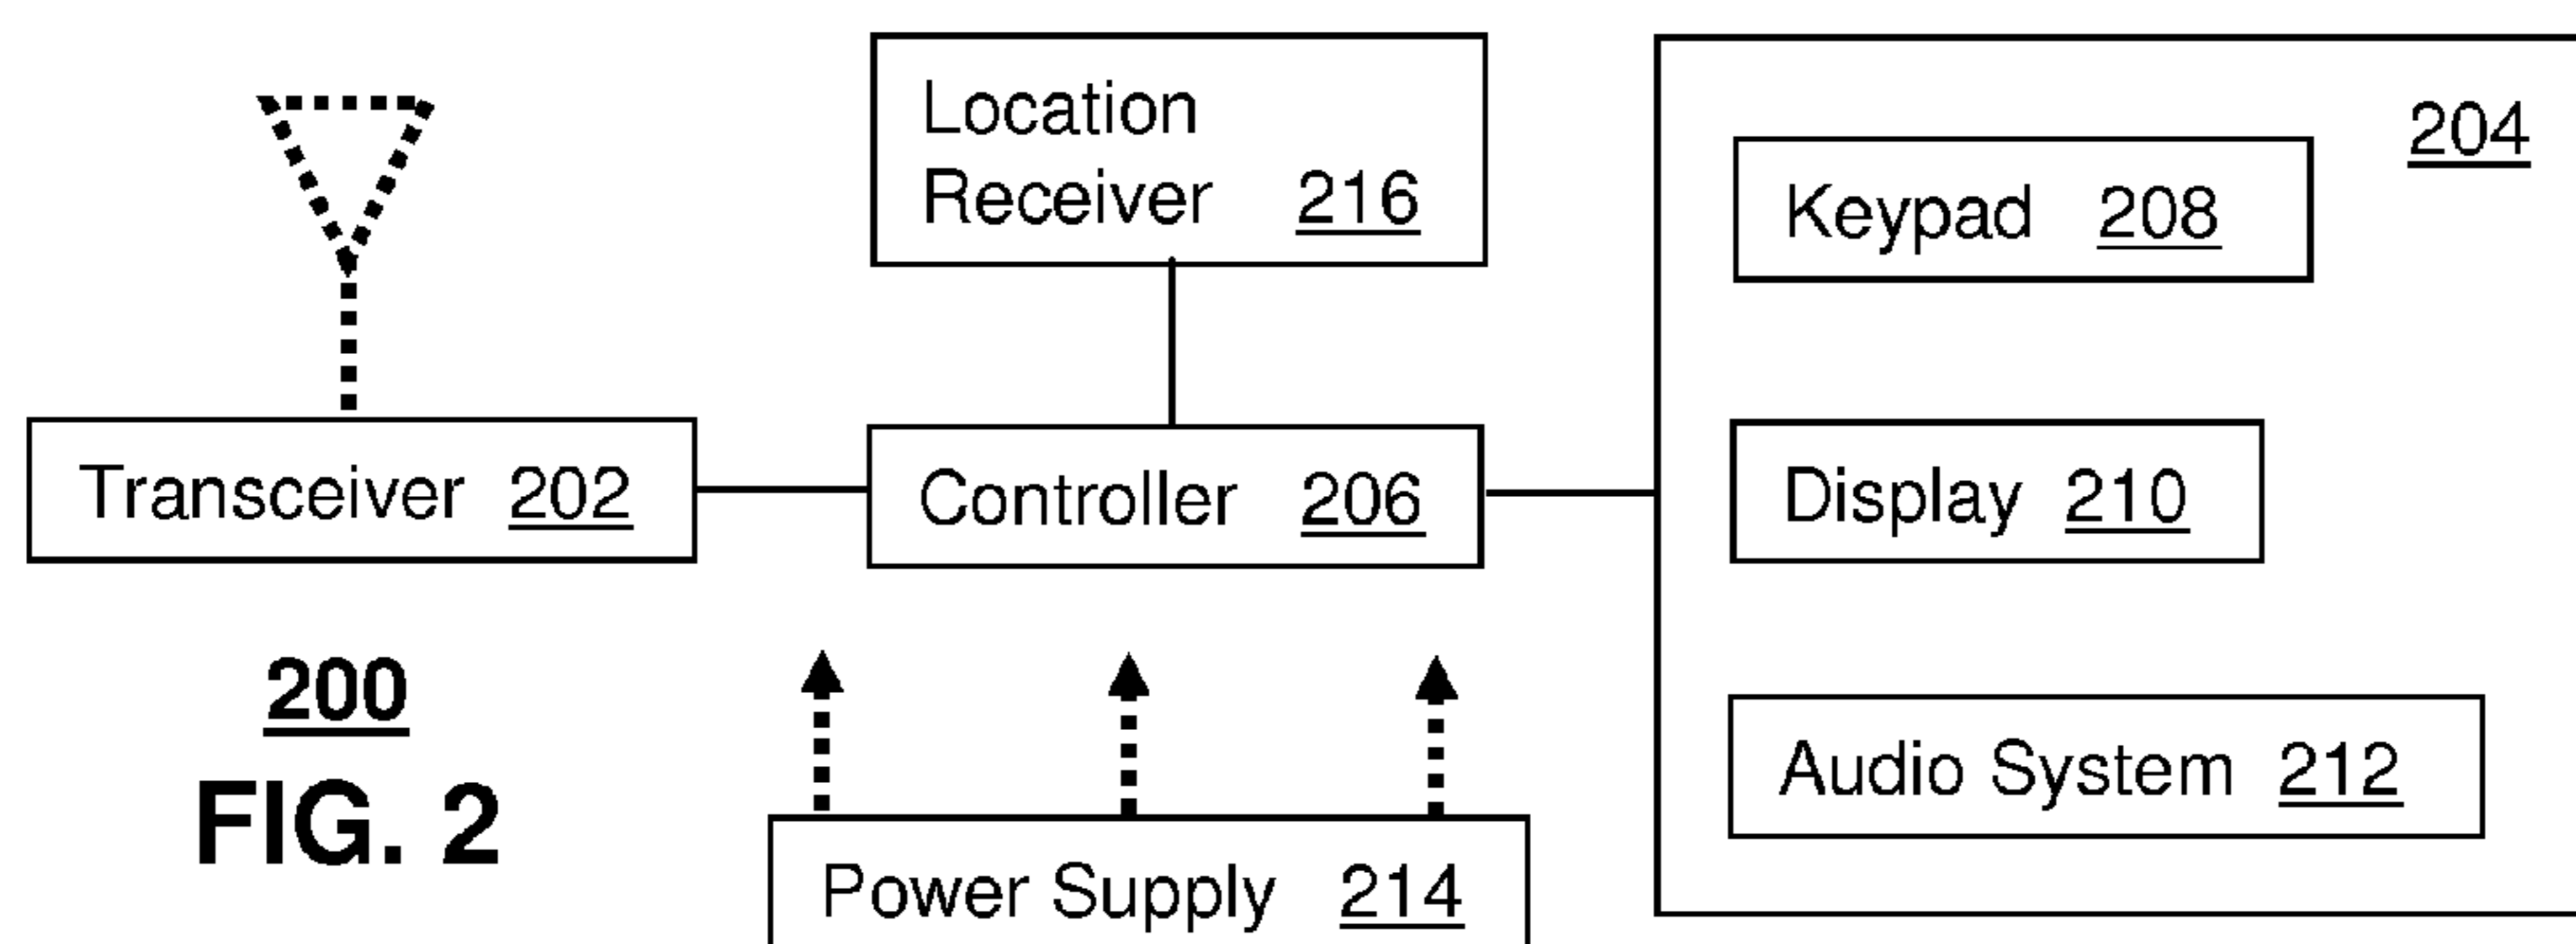 Location
Receiver 216
204
Keypad 208
Transceiver 202
Controller 206
Display 210
200
FIG. 2
Audio System 212
Power Supply 214